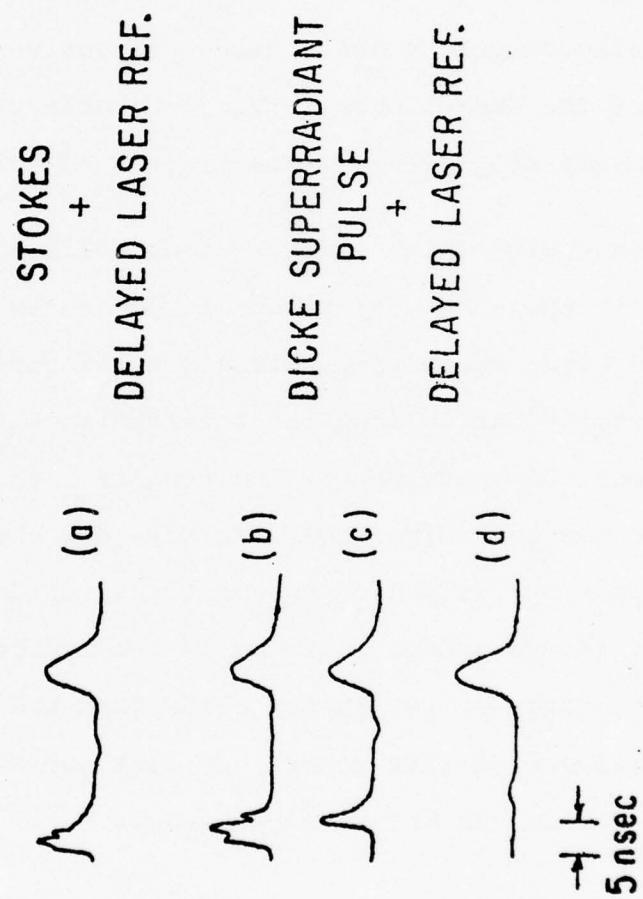 STOKES
+
DELAYED LASER REF.
DICKE SUPERRADIANT
PULSE
+
DELAYED LASER REF.
(a)
(b)
(c)
(d)
5 nsec